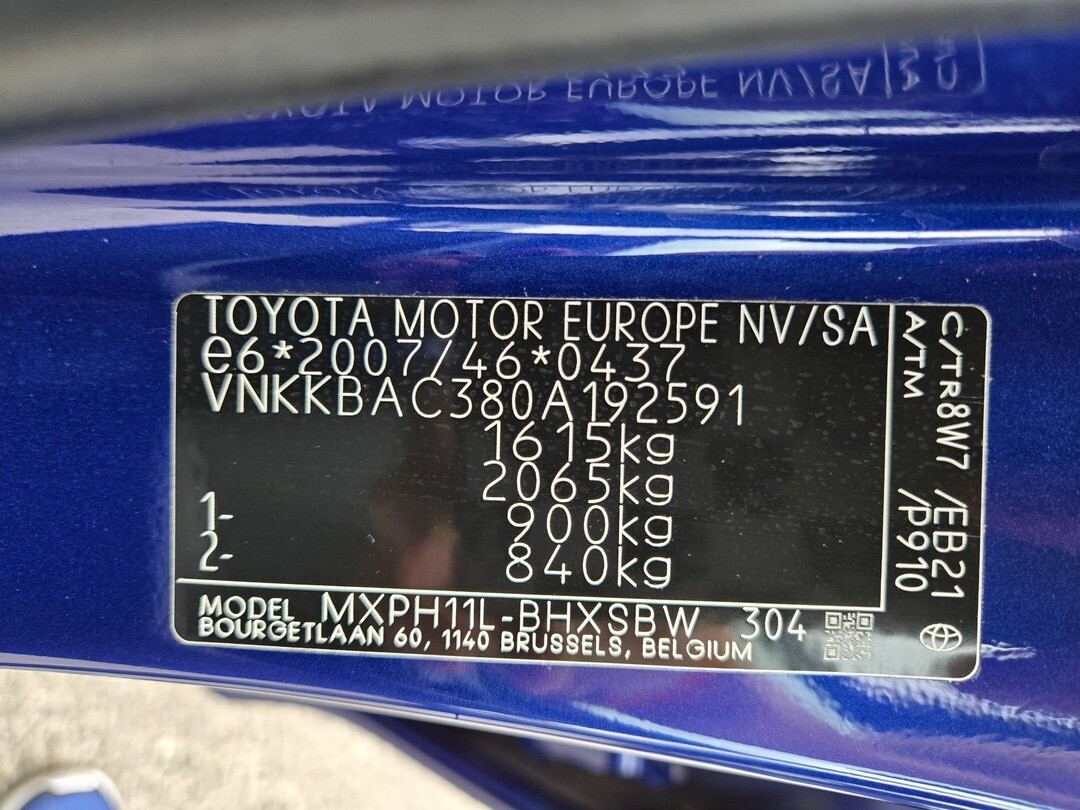 TOYOTA MOTOR EUROPE NV/SA
e6*2007/46*0437
VNKKBAC380A192591
1615kg
2065kg
1- 900kg
2- 840kg
MODEL MXPH11L-BHXSBW 304
BOURGETLAAN 60, 1140 BRUSSELS, BELGIUM
C/TR8W7 /EB21
A/TM /P910